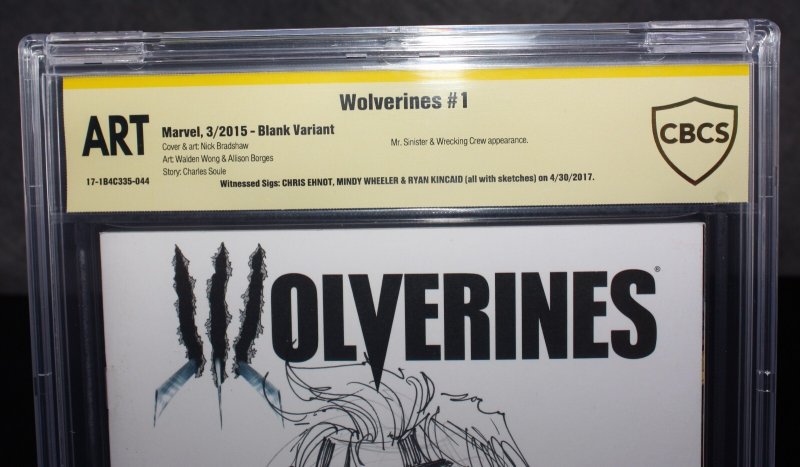 Wolverines #1
ART
Marvel, 3/2015 - Blank Variant
Cover & art: Nick Bradshaw
Art: Walden Wong & Allison Borges
Story: Charles Soule
Mr. Sinister & Wrecking Crew appearance.
17-1B4C335-044
Witnessed Sigs: CHRIS EHNOT, MINDY WHEELER & RYAN KINCAID (all with sketches) on 4/30/2017.
CBCS
WOLVERINES®